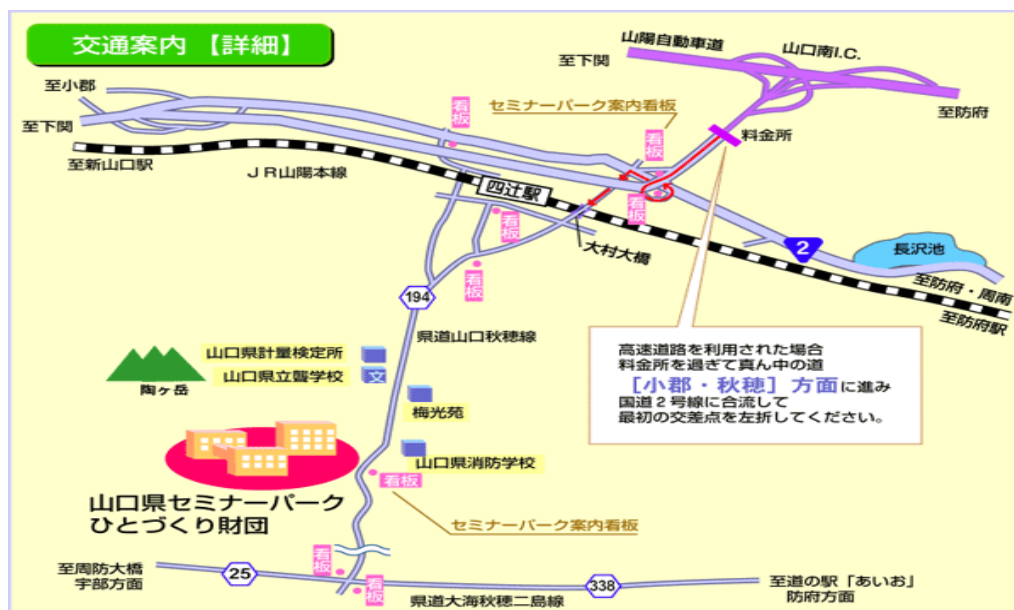 交通案内 【詳細】
山陽自動車道
山口南I.C.
至下関
至防府
至小郡
至下関
看板
セミナーパーク案内看板
看板
料金所
至新山口駅
JR山陽本線
四辻駅
看板
看板
大村大橋
2
長沢池
看板
至防府・周南
至防府駅
194
県道山口秋穂線
山口県計量検定所
山口県立聾学校
文
陶ヶ岳
梅光苑
高速道路を利用された場合
料金所を過ぎて真ん中の道
[小郡・秋穂] 方面に進み
国道2号線に合流して
最初の交差点を左折してください。
山口県消防学校
看板
山口県セミナーパーク
ひとづくり財団
セミナーパーク案内看板
看板
至周防大橋
宇部方面
25
看板
県道大海秋穂二島線
338
至道の駅「あいお」
防府方面